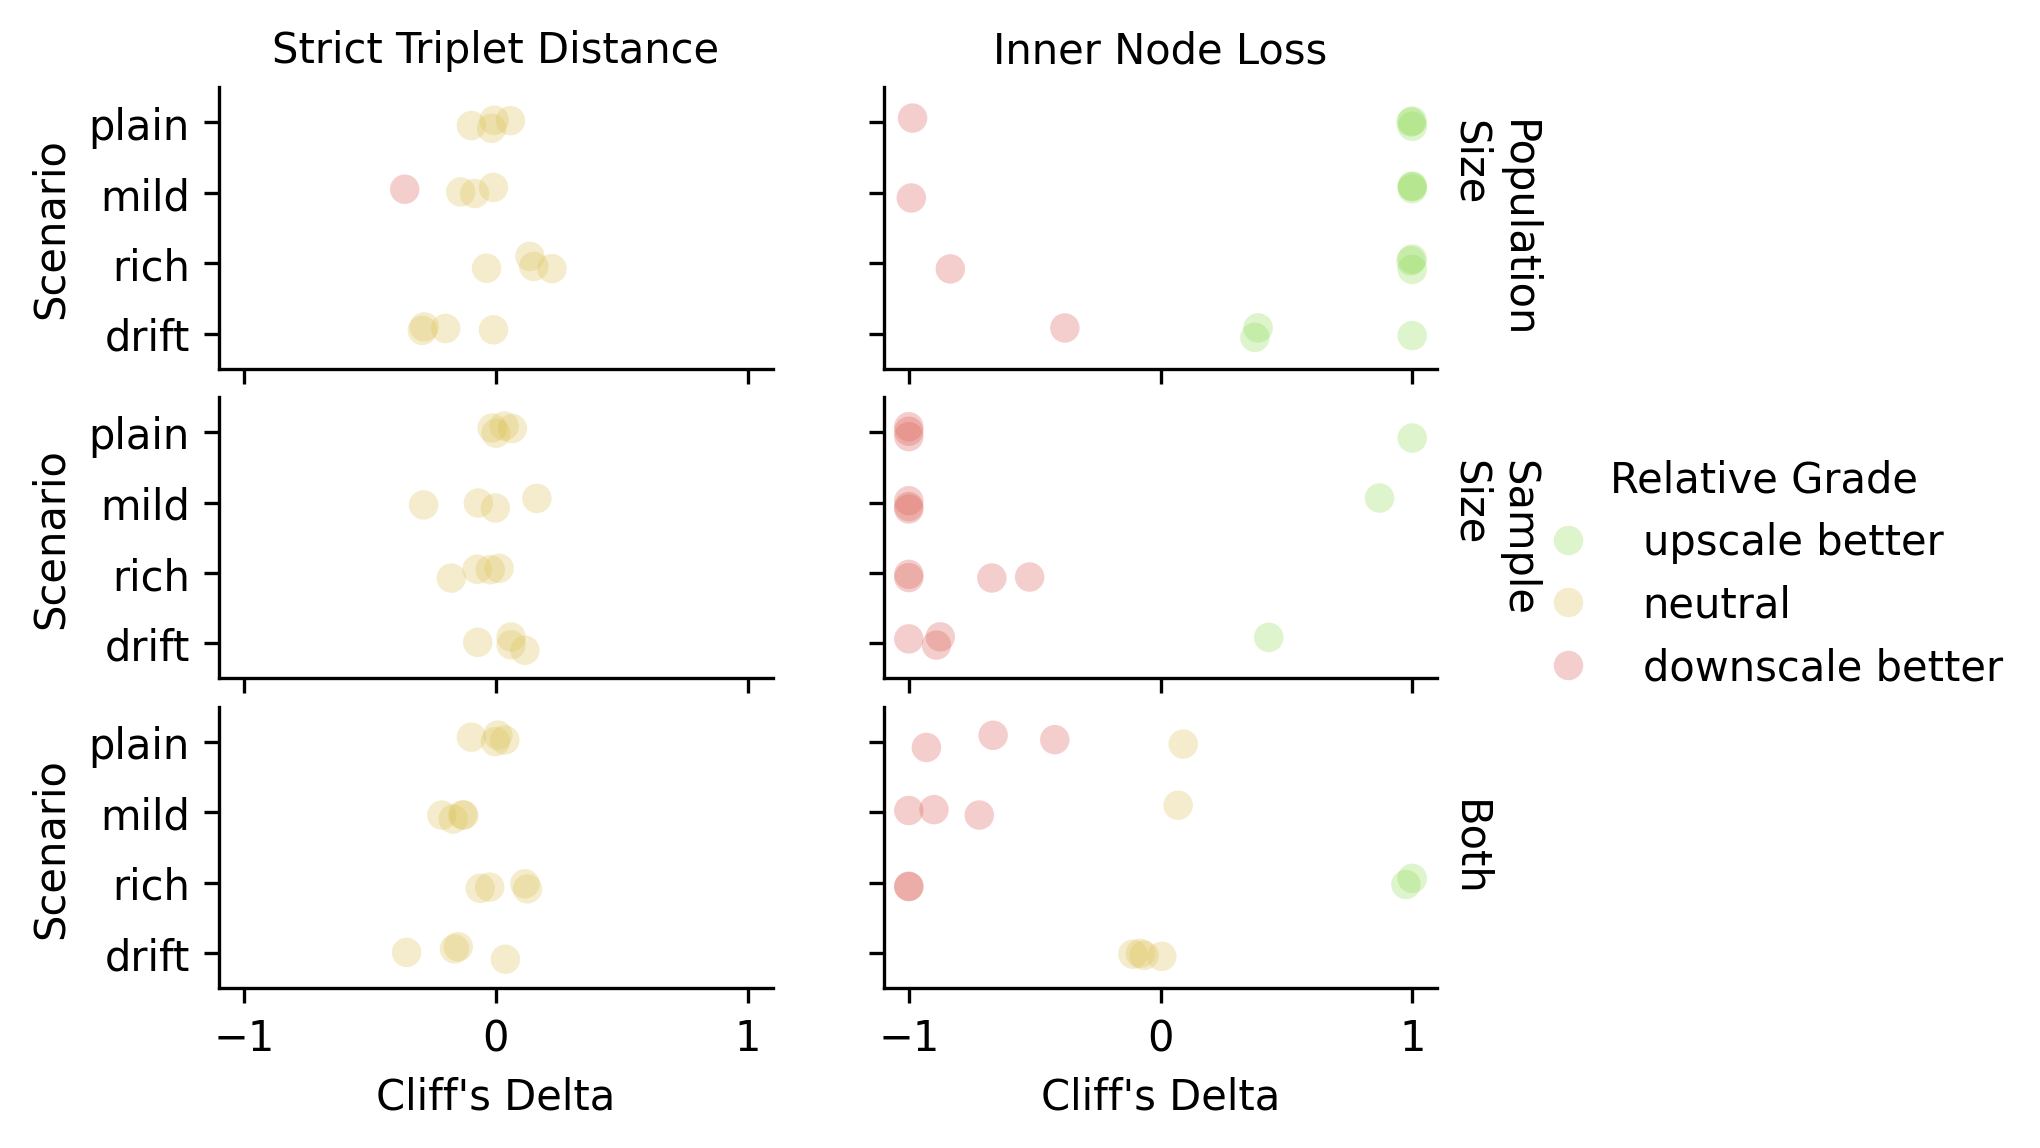 Strict Triplet Distance
Inner Node Loss
Scenario
plain
mild
rich
drift
Population
Size
Scenario
plain
mild
rich
drift
Sample
Size
Scenario
plain
mild
rich
drift
Both
−1
0
1
−1
0
1
Cliff's Delta
Cliff's Delta
Relative Grade
upscale better
neutral
downscale better